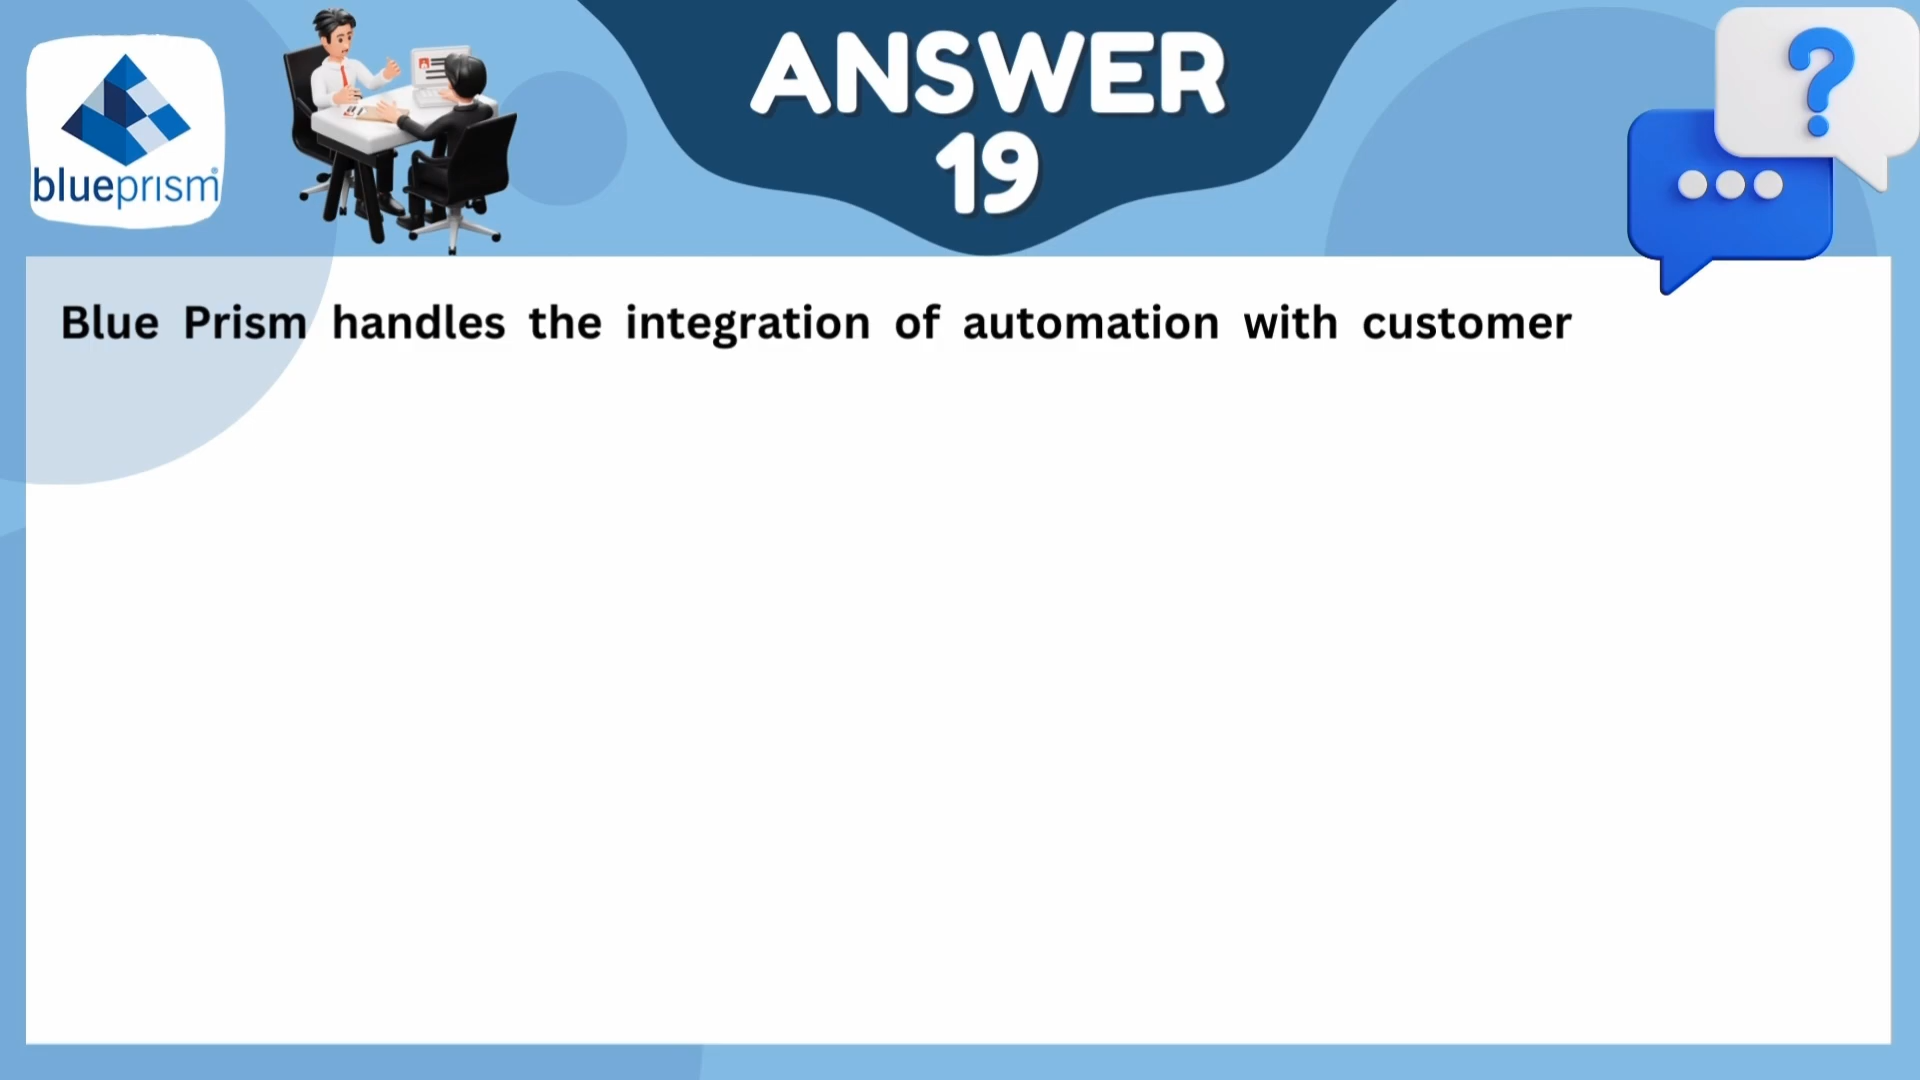 ANSWER
19
blueprism
Blue Prism handles the integration of automation with customer
?